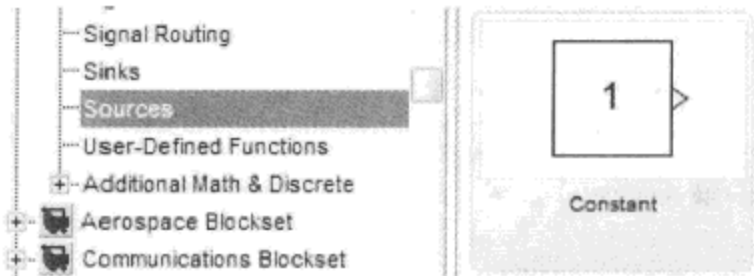 Signal Routing
Sinks
Sources
User-Defined Functions
Additional Math & Discrete
Aerospace Blockset
Communications Blockset
1
Constant